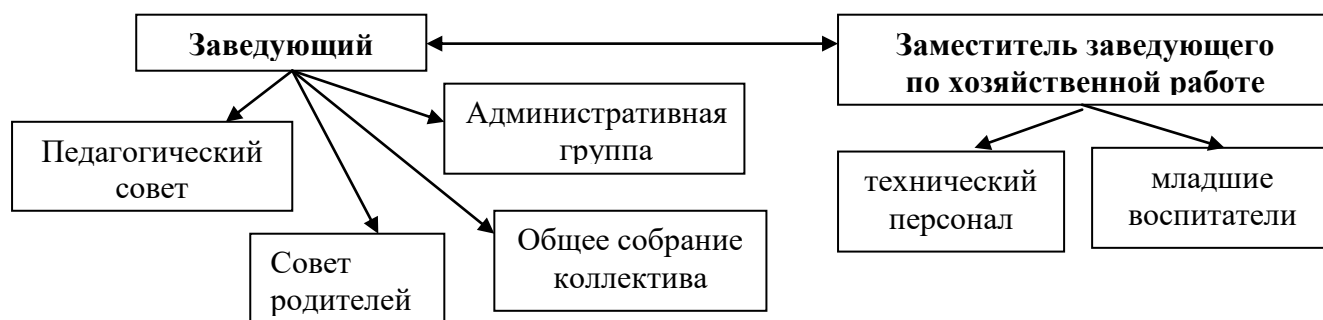 Заведующий
Заместитель заведующего
по хозяйственной работе
Административная
группа
Педагогический
совет
технический
персонал
младшие
воспитатели
Общее собрание
коллектива
Совет
родителей